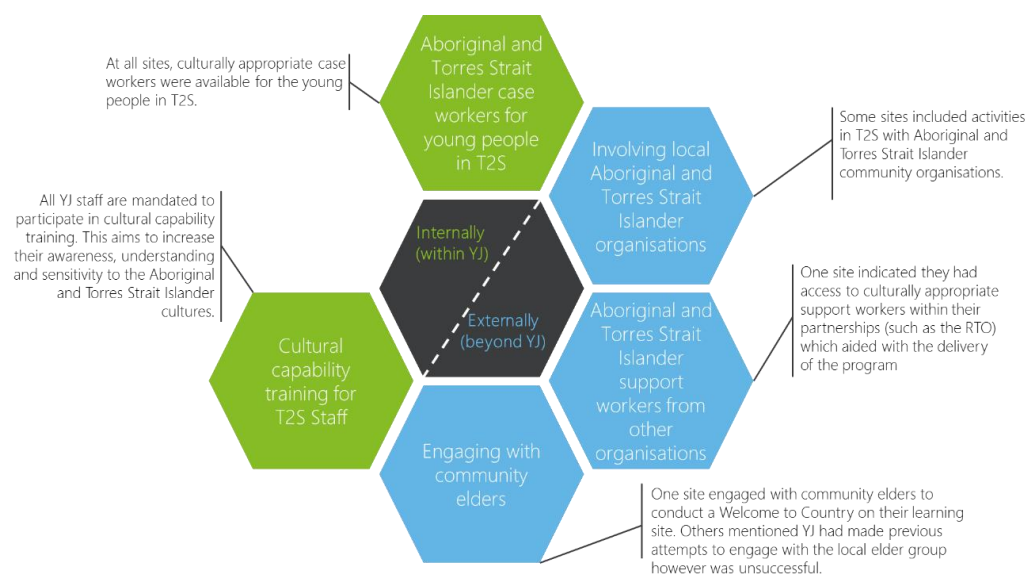 Aboriginal and
Torres Strait
Islander case
workers for
young people
in T2S
At all sites, culturally appropriate case
workers were available for the young
people in T2S.
Involving local
Aboriginal and
Torres Strait
Islander
organisations
Some sites included activities
in T2S with Aboriginal and
Torres Strait Islander
community organisations.
All YJ staff are mandated to
participate in cultural capability
training. This aims to increase
their awareness, understanding
and sensitivity to the Aboriginal
and Torres Strait Islander
cultures.
Internally
(within YJ)
Externally
(beyond YJ)
Aboriginal and
Torres Strait
Islander
support
workers from
other
organisations
One site indicated they had
access to culturally appropriate
support workers within their
partnerships (such as the RTO)
which aided with the delivery
of the program
Cultural
capability
training for
T2S Staff
Engaging with
community
elders
One site engaged with community elders to
conduct a Welcome to Country on their learning
site. Others mentioned YJ had made previous
attempts to engage with the local elder group
however was unsuccessful.